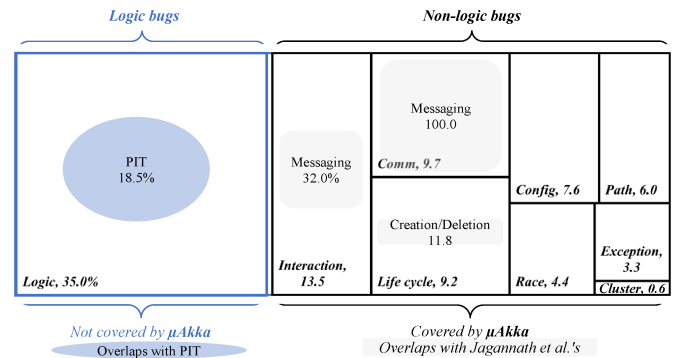 Logic bugs
Non-logic bugs
PIT
18.5%
Logic, 35.0%
Messaging
32.0%
Interaction,
13.5
Messaging
100.0
Comm, 9.7
Creation/Deletion
11.8
Life cycle, 9.2
Config, 7.6
Path, 6.0
Race, 4.4
Exception,
3.3
Cluster, 0.6
Not covered by μAkka
Overlaps with PIT
Covered by μAkka
Overlaps with Jagannath et al.'s